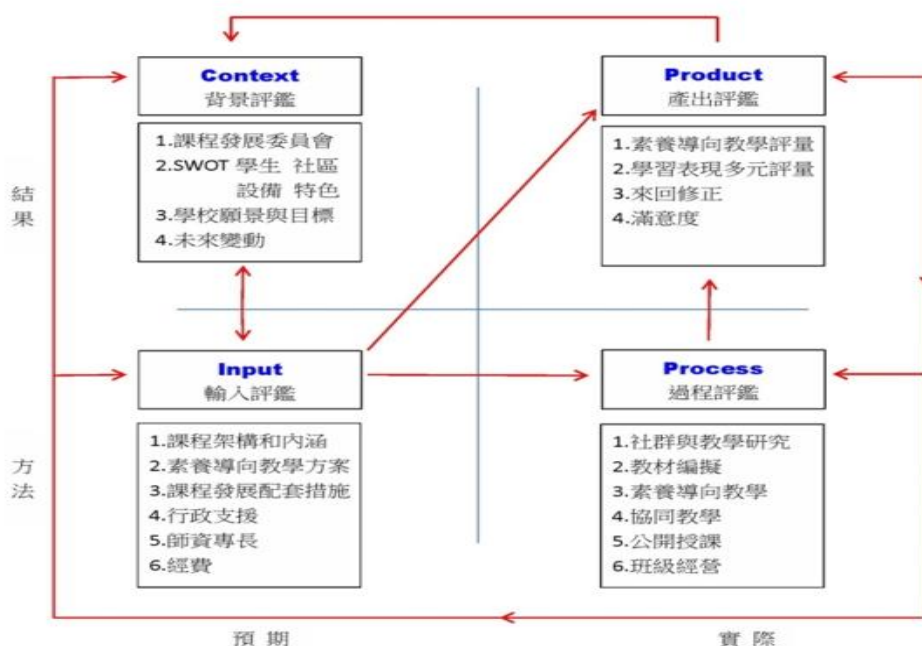 Context
背景評鑑
1.課程發展委員會
2.SWOT 學生 社區
設備 特色
3.學校願景與目標
4.未來變動
Product
產出評鑑
1.素養導向教學評量
2.學習表現多元評量
3.來回修正
4.滿意度
結果
Input
輸入評鑑
1.課程架構和內涵
2.素養導向教學方案
3.課程發展配套措施
4.行政支援
5.師資專長
6.經費
Process
過程評鑑
1.社群與教學研究
2.教材編擬
3.素養導向教學
4.協同教學
5.公開授課
6.班級經營
方法
預期
實際